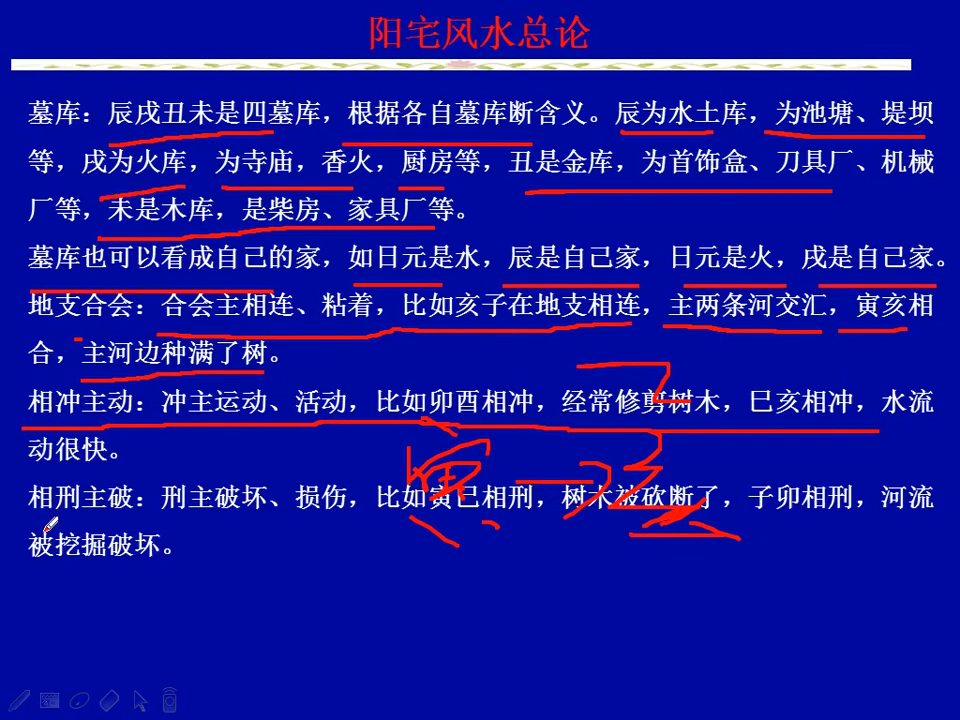 阳宅风水总论
墓库：辰戌丑未是四墓库，根据各自墓库断含义。辰为水土库，为池塘、堤坝
等，戌为火库，为寺庙，香火，厨房等，丑是金库，为首饰盒、刀具厂、机械
厂等，未是木库，是柴房、家具厂等。
墓库也可以看成自己的家，如日元是水，辰是自己家，日元是火，戌是自己家。
地支合会：合会主相连、粘着，比如亥子在地支相连，主两条河交汇，寅亥相
合，主河边种满了树。
相冲主动：冲主运动、活动，比如卯酉相冲，经常修剪树木，巳亥相冲，水流
动很快。
相刑主破：刑主破坏、损伤，比如寅巳相刑，树木被砍断了，子卯相刑，河流
被挖掘破坏。